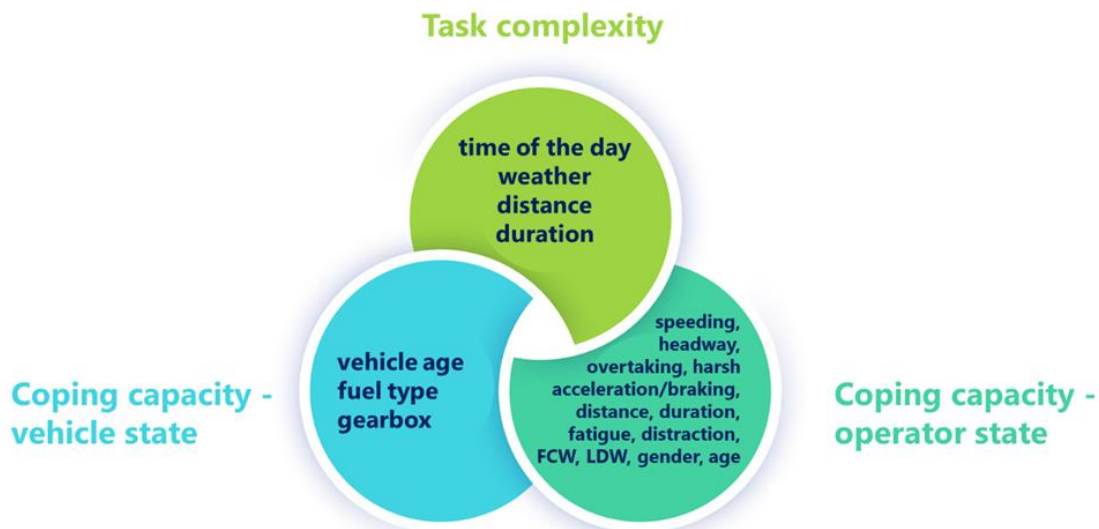 Task complexity
time of the day
weather
distance
duration
vehicle age
fuel type
gearbox
speeding,
headway,
overtaking, harsh
acceleration/braking,
distance, duration,
fatigue, distraction,
FCW, LDW, gender, age
Coping capacity -
vehicle state
Coping capacity -
operator state